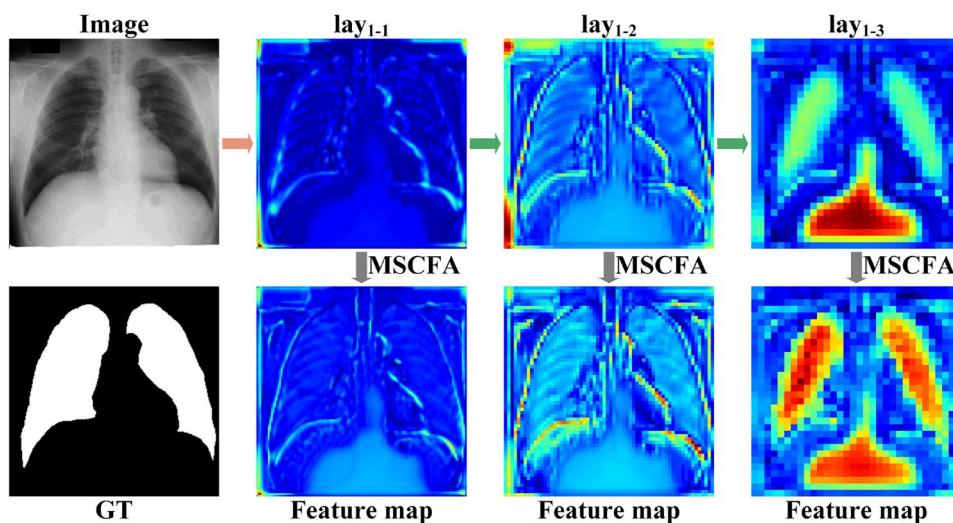 Image
lay1-1
lay1-2
lay1-3
MSCFA
MSCFA
MSCFA
GT
Feature map
Feature map
Feature map